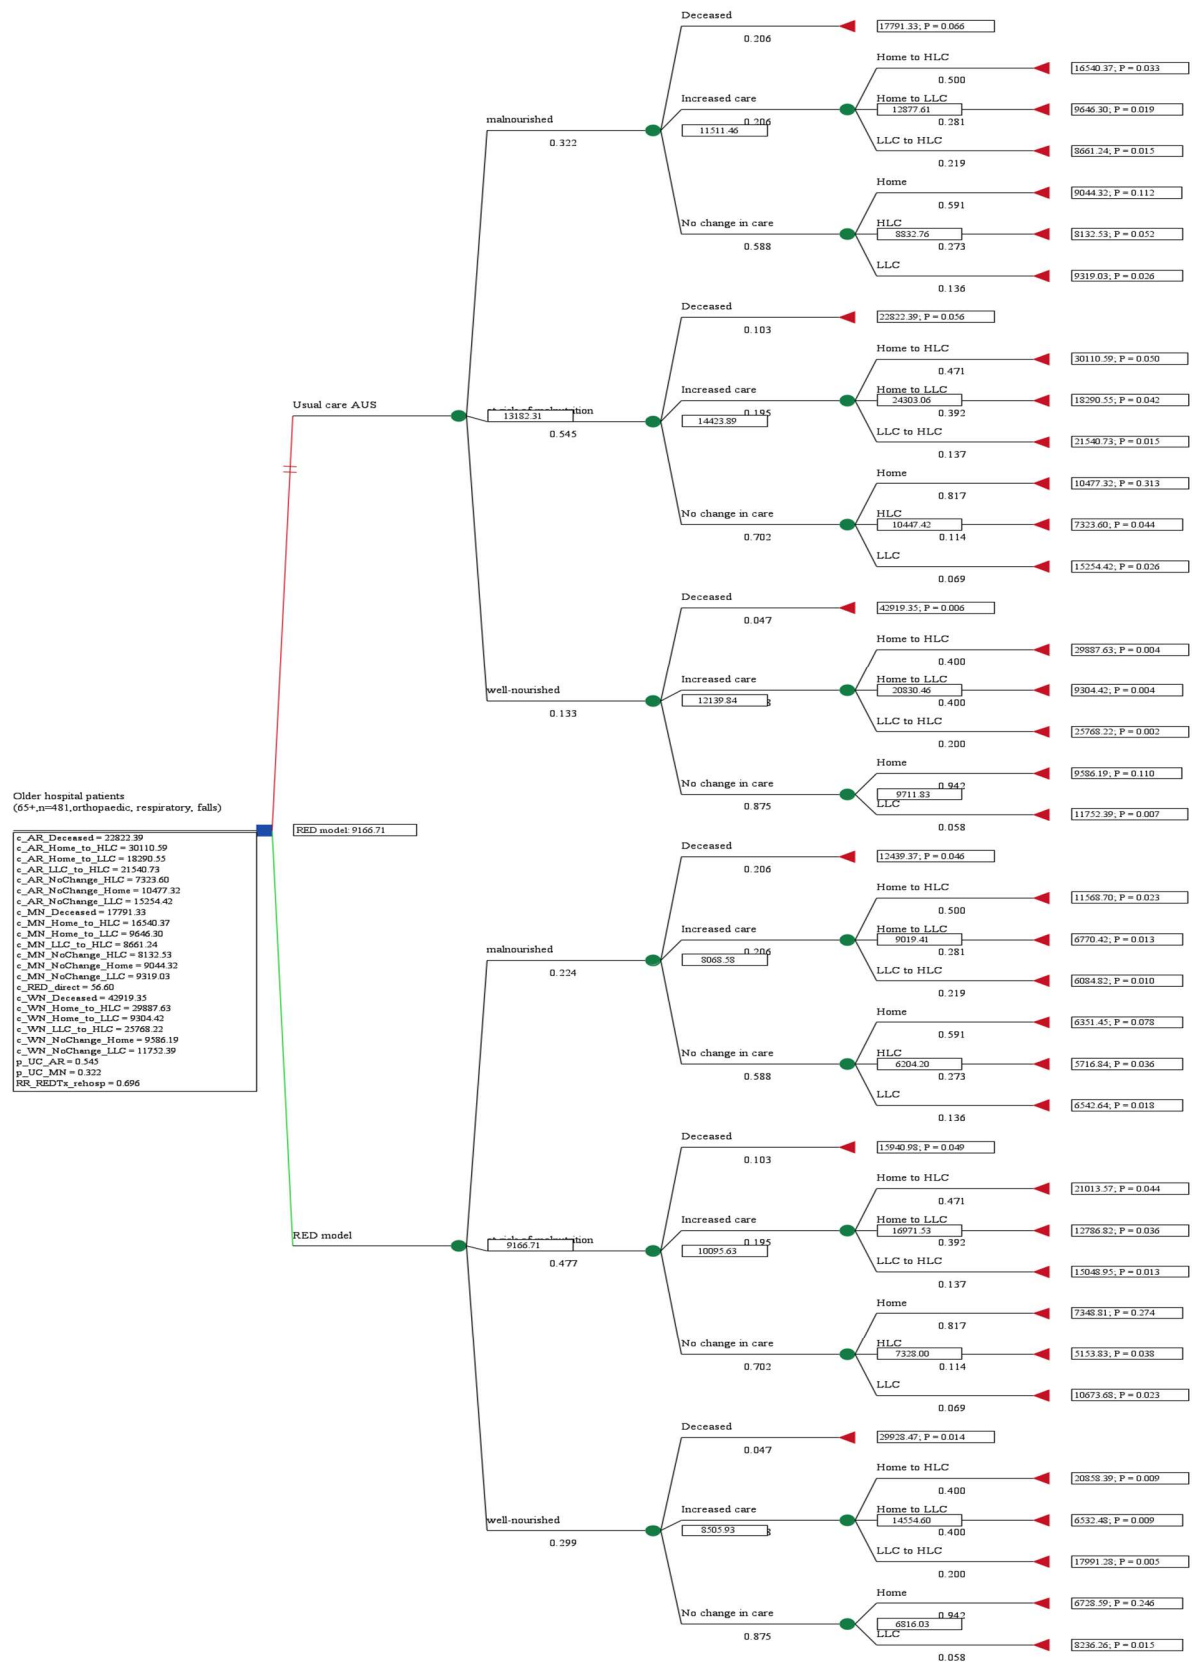 Deceased
0.206
17791.33; P = 0.066
Home to HLC
0.500
16540.37; P = 0.033
Increased care
0.206
11511.46
Home to LLC
12877.61
0.281
9646.30; P = 0.019
malnourished
0.322
LLC to HLC
0.219
8661.24; P = 0.015
Home
0.591
9044.32; P = 0.112
No change in care
0.588
HLC
8832.76
0.273
8132.53; P = 0.052
LLC
0.136
9319.03; P = 0.026
Deceased
0.103
22822.39; P = 0.056
Home to HLC
0.471
30110.59; P = 0.050
Usual care AUS
13182.31
0.545
Increased care
0.195
14423.89
Home to LLC
24303.06
0.392
18290.55; P = 0.042
LLC to HLC
0.137
21540.73; P = 0.015
Home
0.817
10477.32; P = 0.313
No change in care
0.702
HLC
10447.42
0.114
7323.60; P = 0.044
LLC
0.069
15254.42; P = 0.026
Deceased
0.047
42919.35; P = 0.006
Home to HLC
0.400
29887.63; P = 0.004
well-nourished
0.133
Increased care
12139.84
Home to LLC
20830.46
0.400
9304.42; P = 0.004
LLC to HLC
0.200
25768.22; P = 0.002
Home
0.942
9586.19; P = 0.110
No change in care
0.875
9711.83
LLC
0.058
11752.39; P = 0.007
Older hospital patients
(65+,n=481,orthopaedic, respiratory, falls)
RED model: 9166.71
c_AR_Deceased = 22822.39
c_AR_Home_to_HLC = 30110.59
c_AR_Home_to_LLC = 18290.55
c_AR_LLC_to_HLC = 21540.73
c_AR_NoChange_HLC = 7323.60
c_AR_NoChange_Home = 10477.32
c_AR_NoChange_LLC = 15254.42
c_MN_Deceased = 17791.33
c_MN_Home_to_HLC = 16540.37
c_MN_Home_to_LLC = 9646.30
c_MN_LLC_to_HLC = 8661.24
c_MN_NoChange_HLC = 8132.53
c_MN_NoChange_Home = 9044.32
c_MN_NoChange_LLC = 9319.03
c_RED_direct = 56.60
c_WN_Deceased = 42919.35
c_WN_Home_to_HLC = 29887.63
c_WN_Home_to_LLC = 9304.42
c_WN_LLC_to_HLC = 25768.22
c_WN_NoChange_Home = 9586.19
c_WN_NoChange_LLC = 11752.39
p_UC_AR = 0.545
p_UC_MN = 0.322
RR_REDTx_rehosp = 0.696
Deceased
0.206
12439.37; P = 0.046
Home to HLC
0.500
11568.70; P = 0.023
malnourished
0.224
Increased care
0.206
8068.58
Home to LLC
9019.41
0.281
6770.42; P = 0.013
LLC to HLC
0.219
6084.82; P = 0.010
Home
0.591
6351.45; P = 0.078
No change in care
0.588
HLC
6204.20
0.273
5716.84; P = 0.036
LLC
0.136
6542.64; P = 0.018
Deceased
0.103
15940.98; P = 0.049
Home to HLC
0.471
21013.57; P = 0.044
RED model
9166.71
0.477
Increased care
0.195
10095.63
Home to LLC
16971.53
0.392
12786.82; P = 0.036
LLC to HLC
0.137
15048.95; P = 0.013
Home
0.817
7348.81; P = 0.274
No change in care
0.702
HLC
7328.00
0.114
5153.83; P = 0.038
LLC
0.069
10673.68; P = 0.023
Deceased
0.047
29928.47; P = 0.014
Home to HLC
0.400
20858.39; P = 0.009
well-nourished
0.299
Increased care
8505.93
Home to LLC
14554.60
0.400
6532.48; P = 0.009
LLC to HLC
0.200
17991.28; P = 0.005
Home
0.942
6728.59; P = 0.246
No change in care
0.875
6816.03
LLC
0.058
8236.26; P = 0.015